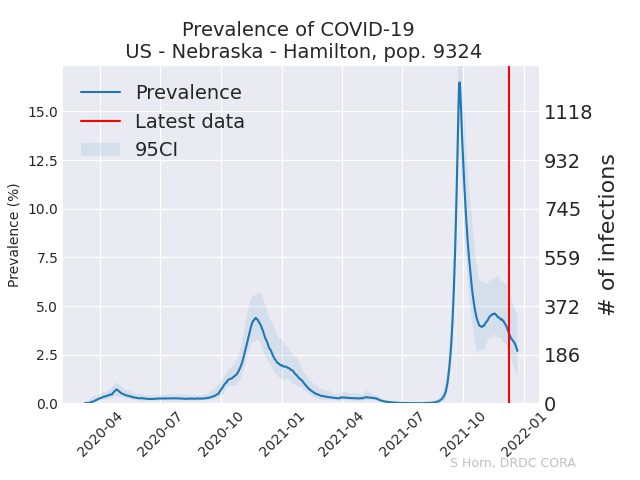 Prevalence of COVID-19
US - Nebraska - Hamilton, pop. 9324
Prevalence
Latest data
95CI
Prevalence (%)
15.0
12.5
10.0
7.5
5.0
2.5
0.0
1118
932
745
559
372
186
0
# of infections
2020-04
2020-07
2020-10
2021-01
2021-04
2021-07
2021-10
2022-01
S Horn, DRDC CORA